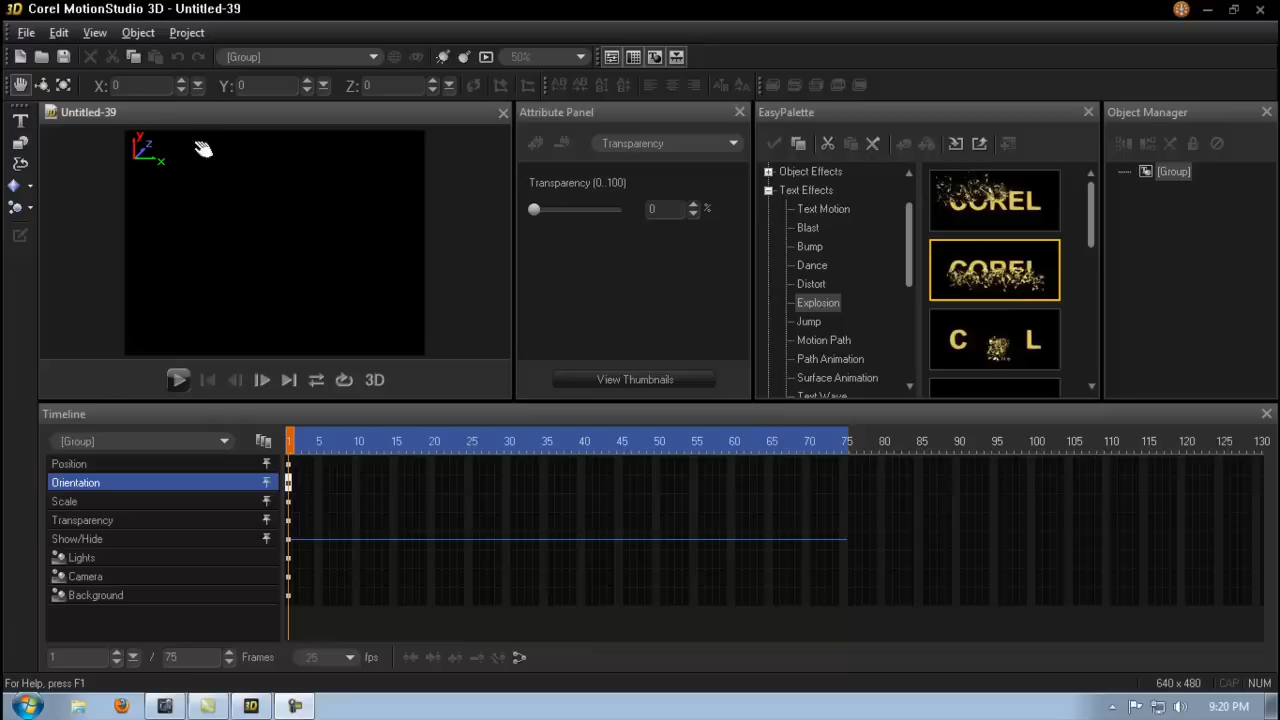 Corel MotionStudio 3D - Untitled-39
File Edit View Object Project
[Group] 50%
X: 0 Y: 0 Z: 0
Untitled-39
Attribute Panel
EasyPalette
Object Manager
y
z
x
Transparency
Transparency (0..100)
0 %
View Thumbnails
Object Effects
Text Effects
Text Motion
Blast
Bump
Dance
Distort
Explosion
Jump
Motion Path
Path Animation
Surface Animation
Text Wave
COREL
COREL
C L
[Group]
3D
Timeline
[Group]
1 5 10 15 20 25 30 35 40 45 50 55 60 65 70 75 80 85 90 95 100 105 110 115 120 125 130
Position
Orientation
Scale
Transparency
Show/Hide
Lights
Camera
Background
1 / 75 Frames 25 fps
For Help, press F1
640 x 480 CAP NUM
9:20 PM